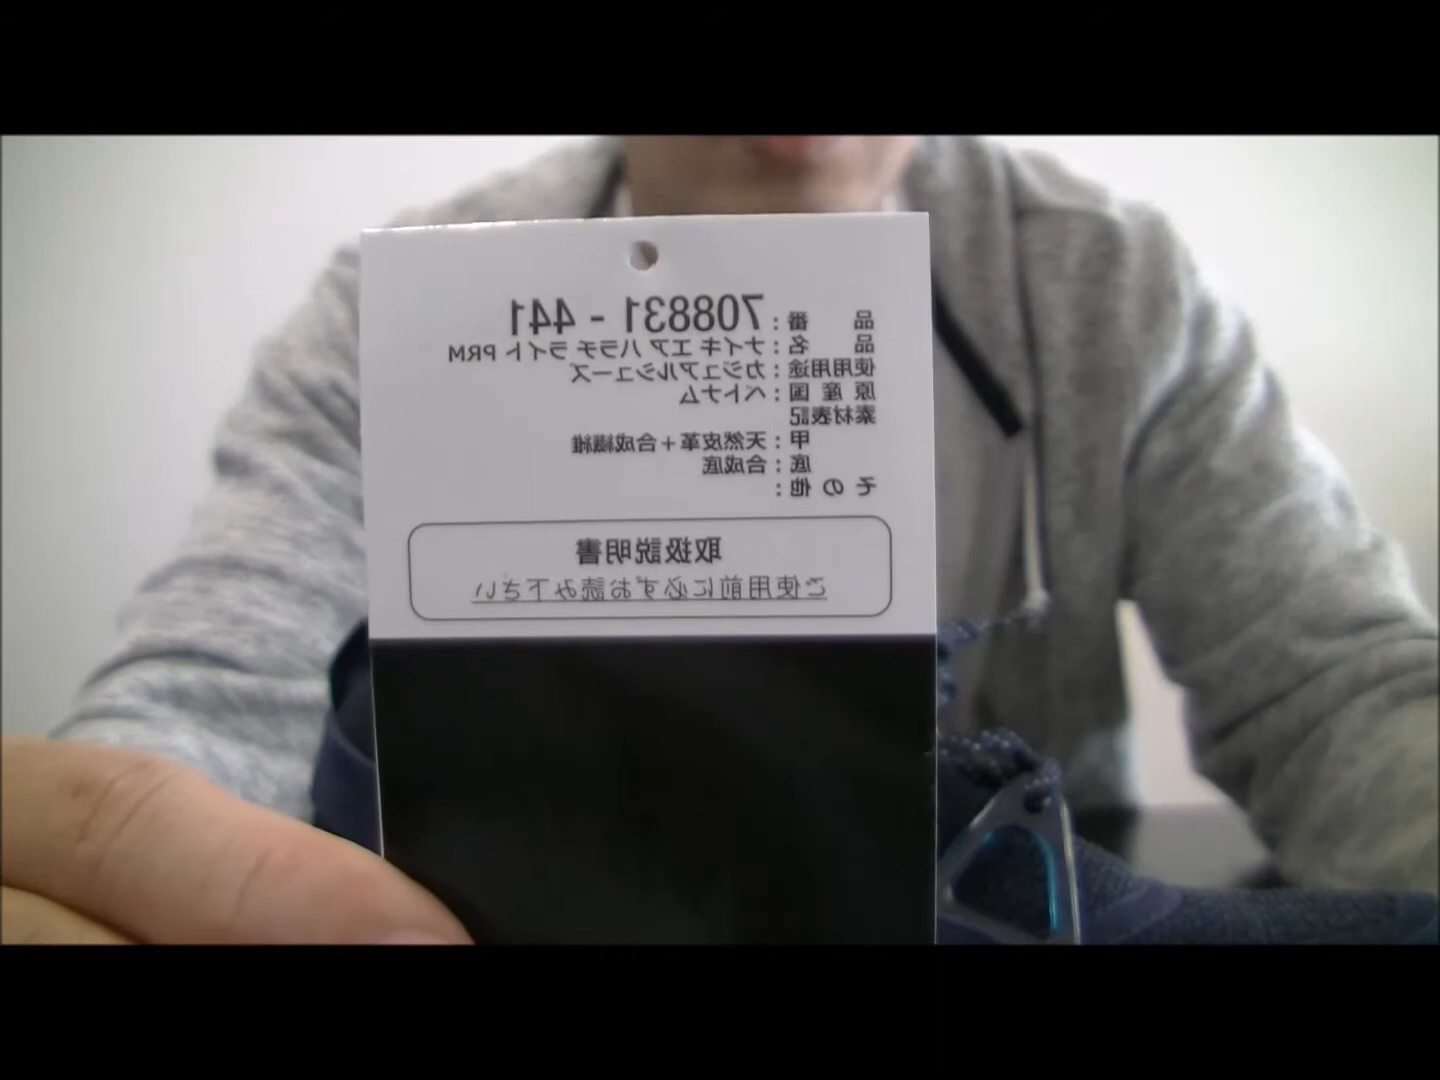 品番：708831 - 441
品名：ナイキ エア ハラチ ライト PRM
使用用途：カジュアルシューズ
原産国：ベトナム
素材表記
甲：天然皮革＋合成繊維
底：合成底
その他：
取扱説明書
ご使用前に必ずお読み下さい